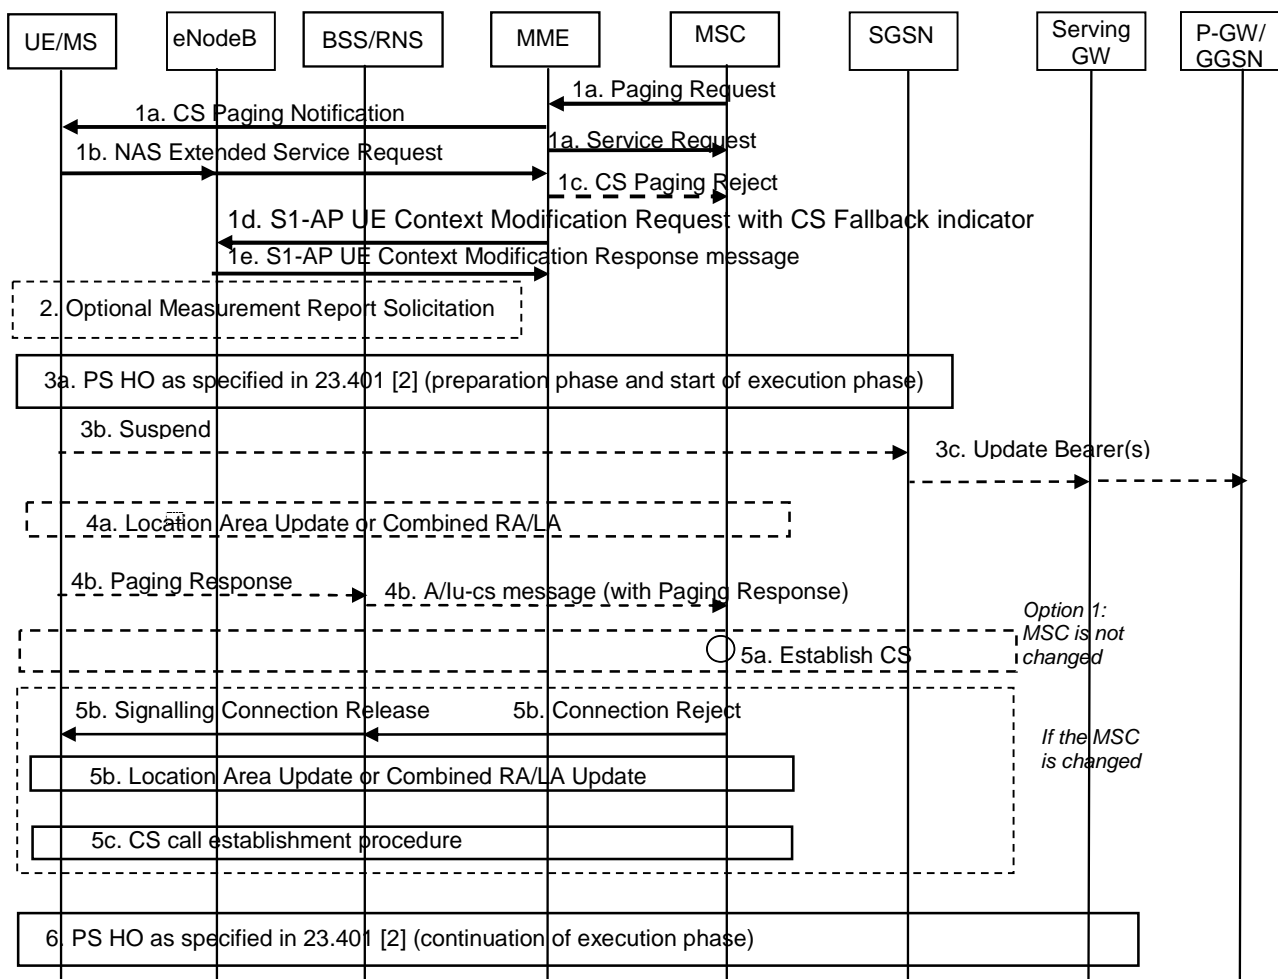 UE/MS
eNodeB
BSS/RNS
MME
MSC
SGSN
Serving
GW
P-GW/
GGSN
1a. Paging Request
1a. CS Paging Notification
1a. Service Request
1b. NAS Extended Service Request
1c. CS Paging Reject
1d. S1-AP UE Context Modification Request with CS Fallback indicator
1e. S1-AP UE Context Modification Response message
2. Optional Measurement Report Solicitation
3a. PS HO as specified in 23.401 [2] (preparation phase and start of execution phase)
3b. Suspend
3c. Update Bearer(s)
4a. Location Area Update or Combined RA/LA
4b. Paging Response
4b. A/Iu-cs message (with Paging Response)
Option 1:
MSC is not
changed
5a. Establish CS
5b. Signalling Connection Release
5b. Connection Reject
If the MSC
is changed
5b. Location Area Update or Combined RA/LA Update
5c. CS call establishment procedure
6. PS HO as specified in 23.401 [2] (continuation of execution phase)